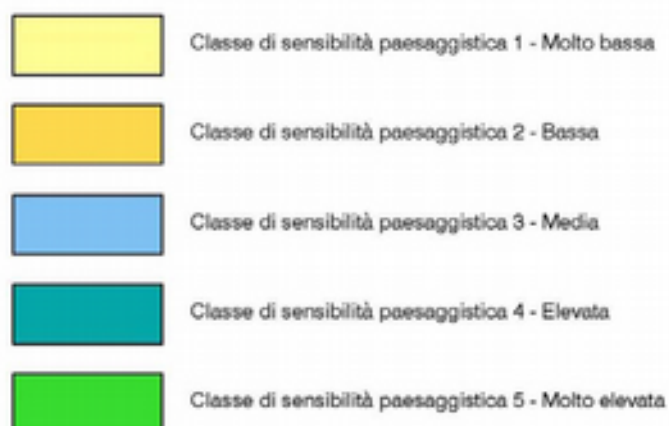 Classe di sensibilità paesaggistica 1 - Molto bassa
Classe di sensibilità paesaggistica 2 - Bassa
Classe di sensibilità paesaggistica 3 - Media
Classe di sensibilità paesaggistica 4 - Elevata
Classe di sensibilità paesaggistica 5 - Molto elevata